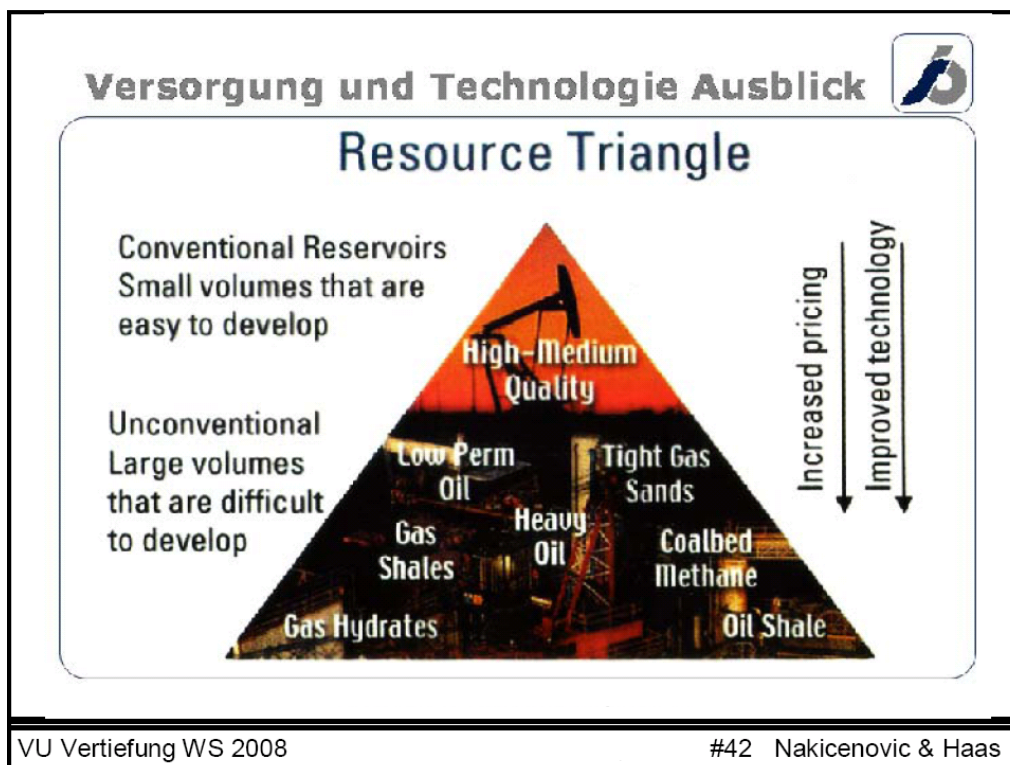 Versorgung und Technologie Ausblick
Resource Triangle
Conventional Reservoirs
Small volumes that are
easy to develop
Unconventional
Large volumes
that are difficult
to develop
High-Medium
Quality
Low Perm
Oil
Tight Gas
Sands
Heavy
Oil
Gas
Shales
Coalbed
Methane
Gas Hydrates
Oil Shale
Increased pricing
Improved technology
VU Vertiefung WS 2008
#42 Nakicenovic & Haas